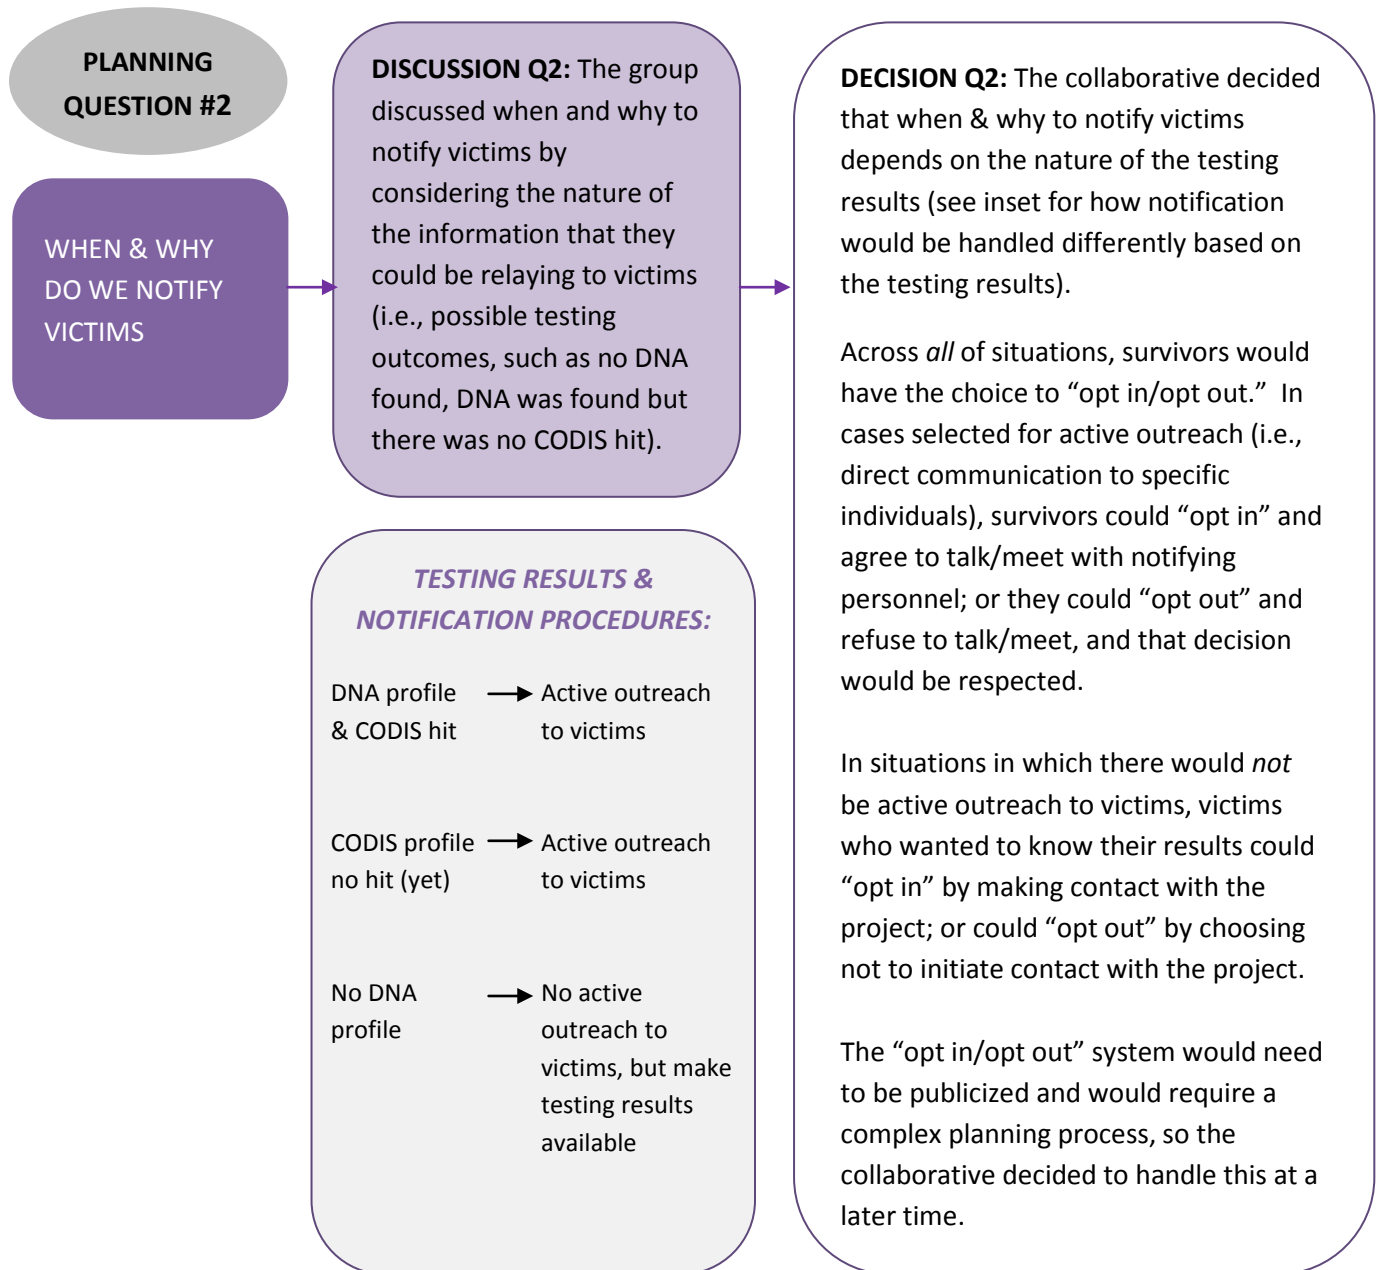 PLANNING
QUESTION #2
WHEN & WHY
DO WE NOTIFY
VICTIMS
DISCUSSION Q2: The group
discussed when and why to
notify victims by
considering the nature of
the information that they
could be relaying to victims
(i.e., possible testing
outcomes, such as no DNA
found, DNA was found but
there was no CODIS hit).
TESTING RESULTS &
NOTIFICATION PROCEDURES:
DNA profile
& CODIS hit
Active outreach
to victims
CODIS profile
no hit (yet)
Active outreach
to victims
No DNA
profile
No active
outreach to
victims, but make
testing results
available
DECISION Q2: The collaborative decided
that when & why to notify victims
depends on the nature of the testing
results (see inset for how notification
would be handled differently based on
the testing results).
Across all of situations, survivors would
have the choice to “opt in/opt out.” In
cases selected for active outreach (i.e.,
direct communication to specific
individuals), survivors could “opt in” and
agree to talk/meet with notifying
personnel; or they could “opt out” and
refuse to talk/meet, and that decision
would be respected.
In situations in which there would not
be active outreach to victims, victims
who wanted to know their results could
“opt in” by making contact with the
project; or could “opt out” by choosing
not to initiate contact with the project.
The “opt in/opt out” system would need
to be publicized and would require a
complex planning process, so the
collaborative decided to handle this at a
later time.